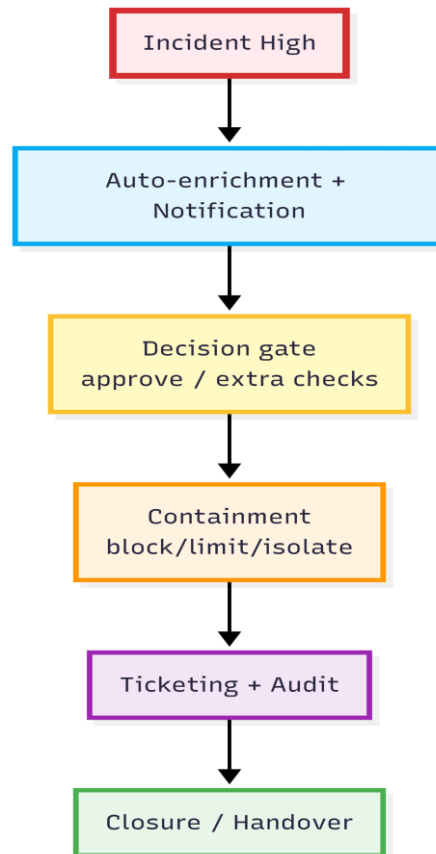 Incident High
Auto-enrichment +
Notification
Decision gate
approve / extra checks
Containment
block/limit/isolate
Ticketing + Audit
Closure / Handover